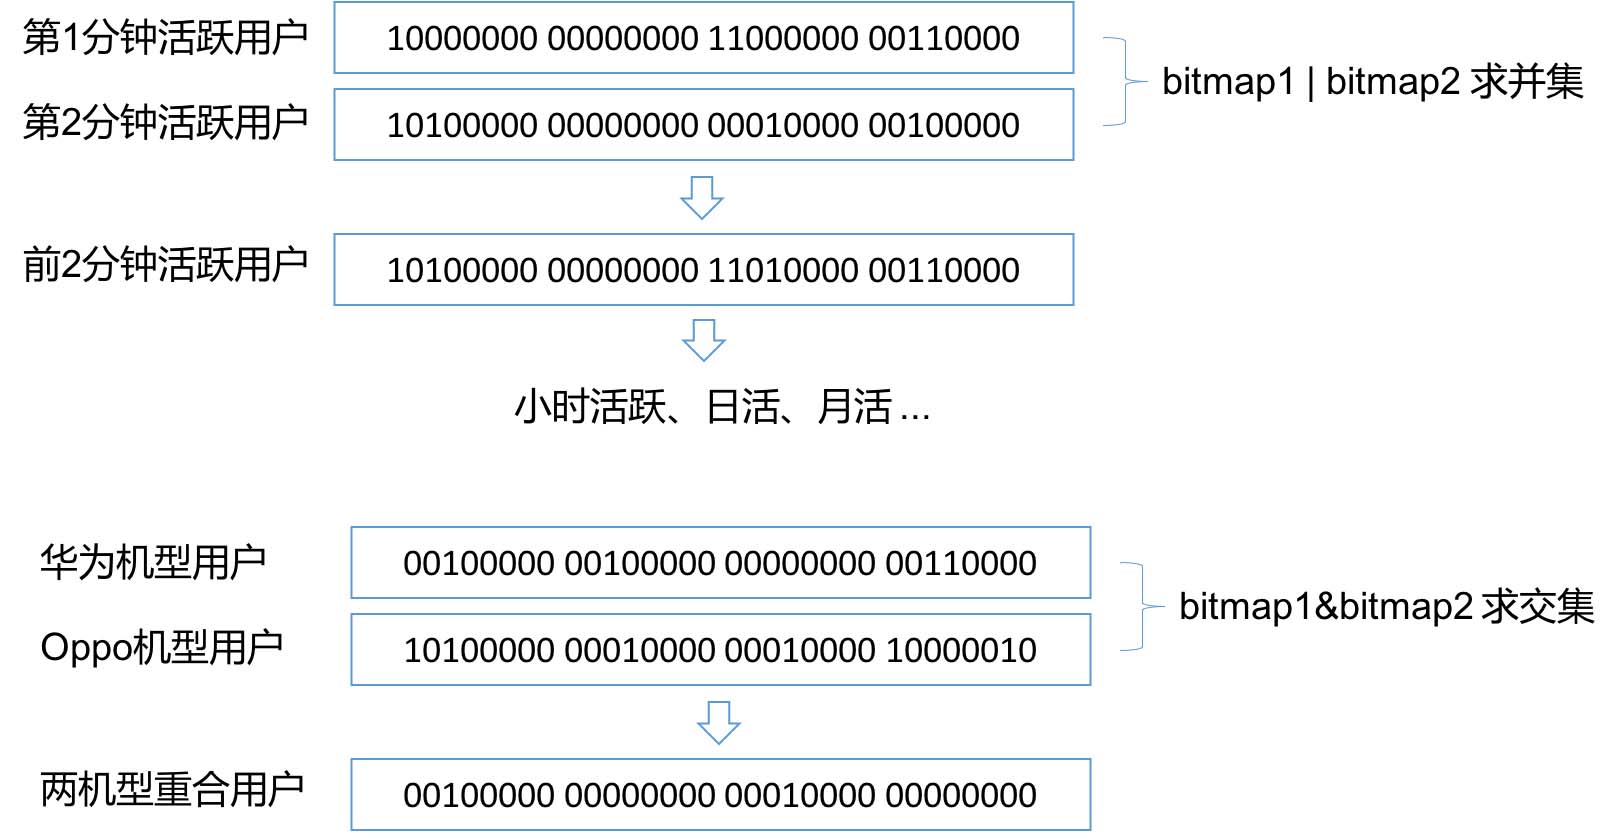 第1分钟活跃用户 10000000 00000000 11000000 00110000
bitmap1 | bitmap2 求并集
第2分钟活跃用户 10100000 00000000 00010000 00100000
前2分钟活跃用户 10100000 00000000 11010000 00110000
小时活跃、日活、月活 ...
华为机型用户 00100000 00100000 00000000 00110000
bitmap1&bitmap2 求交集
Oppo机型用户 10100000 00010000 00010000 10000010
两机型重合用户 00100000 00000000 00010000 00000000